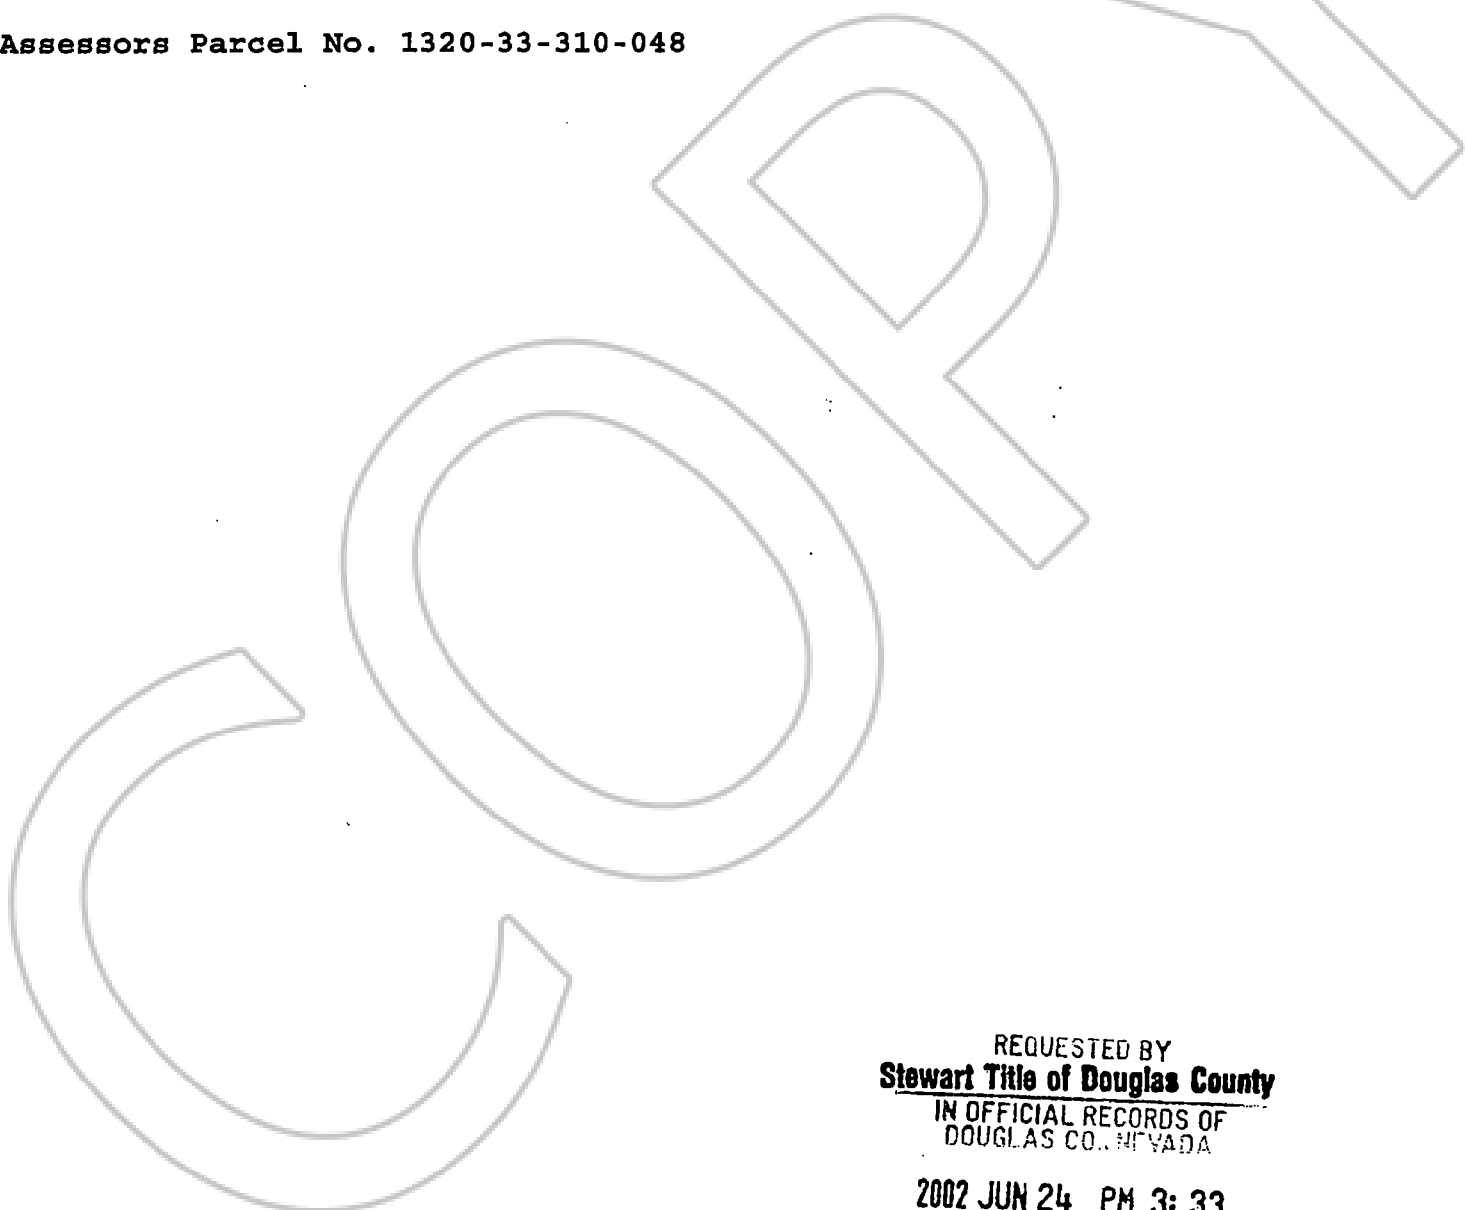 Assessors Parcel No. 1320-33-310-048
COPY
REQUESTED BY
Stewart Title of Douglas County
IN OFFICIAL RECORDS OF
DOUGLAS CO., NEVADA
2002 JUN 24 PM 3: 33